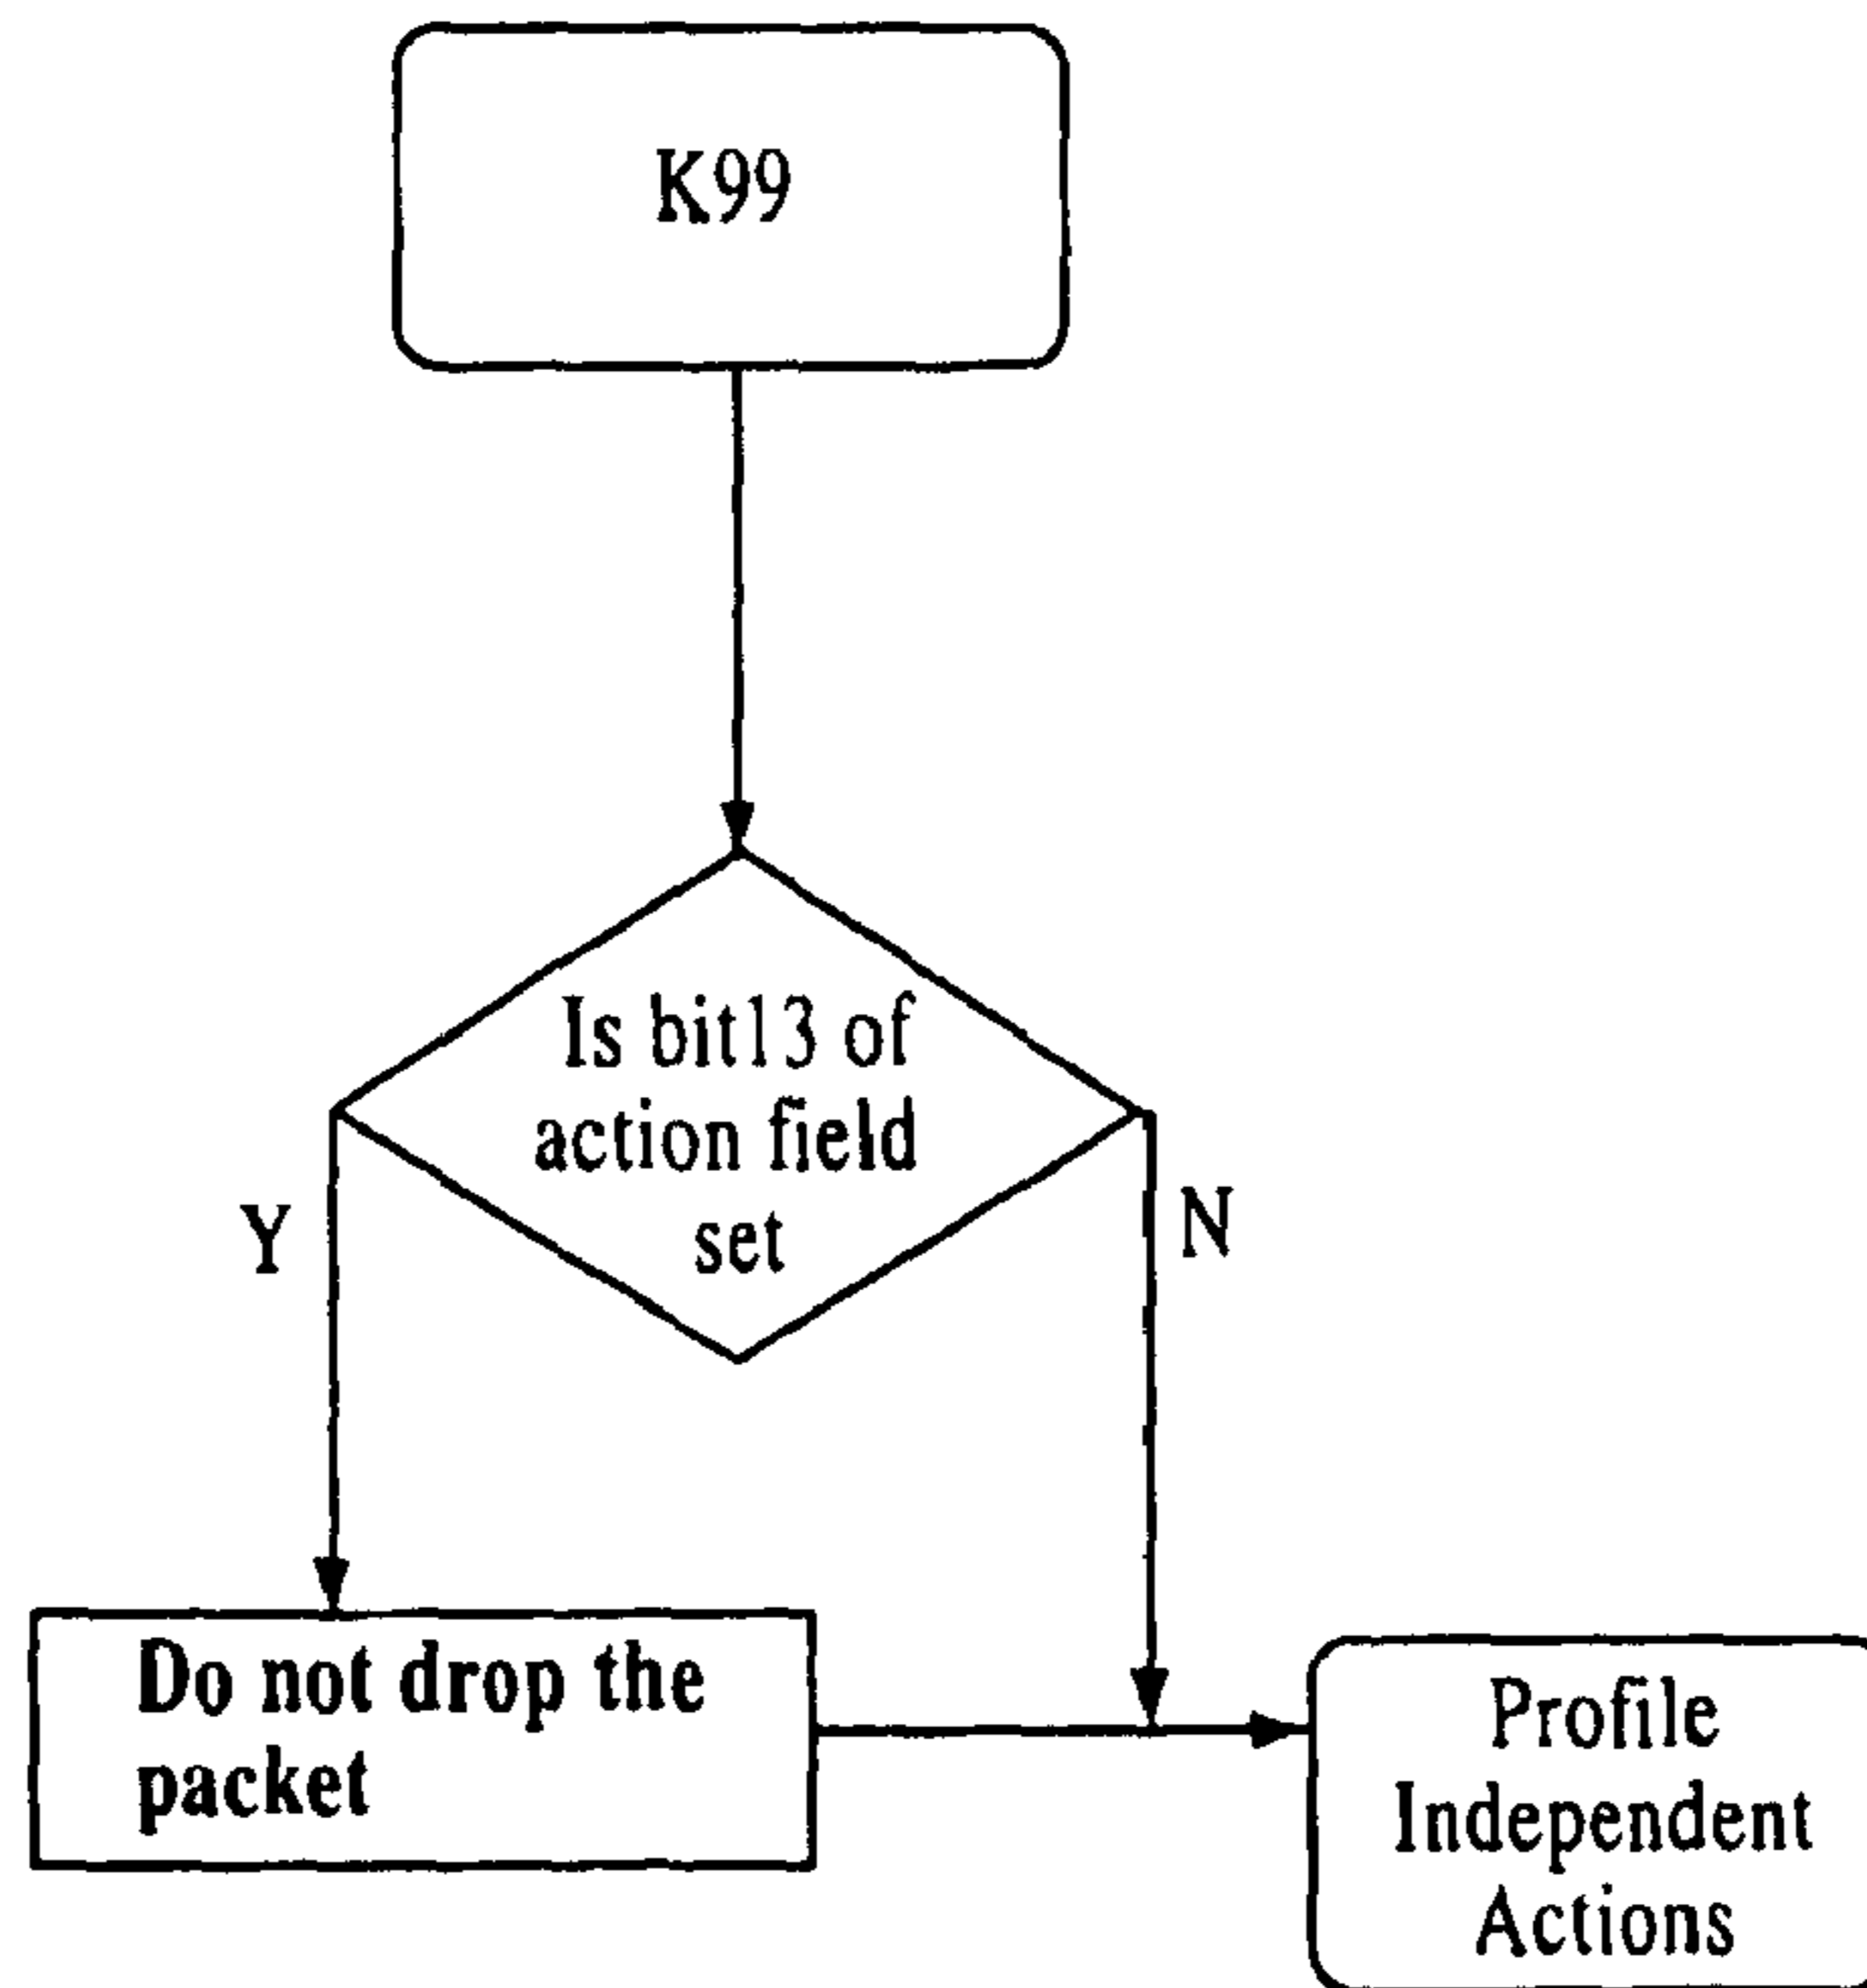 K99
Is bit13 of
action field
set
Y
N
Do not drop the
packet
Profile
Independent
Actions